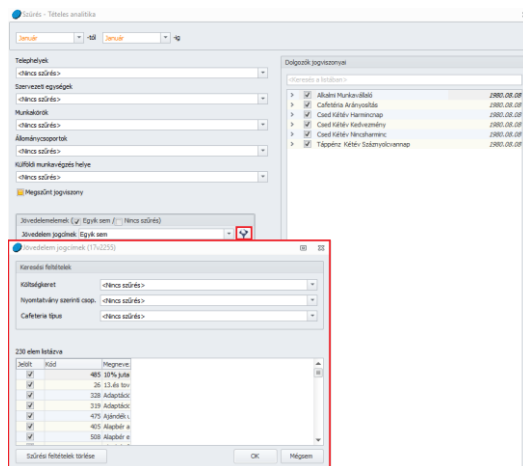 Szűrés - Tételes analitika
Január -tól Január -ig
Telephelyek
<Nincs szűrés>
Szervezeti egységek
<Nincs szűrés>
Munkakörök
<Nincs szűrés>
Állománycsoportok
<Nincs szűrés>
Külföldi munkavégzés helye
<Nincs szűrés>
Megszűnt jogviszony
Dolgozók jogviszonyai
<Keresés a listában>
Alkalmi Munkavállaló 1980.08.08
Cafetéria Arányosítás 1980.08.08
Csed Kétév Harmincnap 1980.08.08
Csed Kétév Kedvezmény 1980.08.08
Csed Kétév Nincsharminc 1980.08.08
Táppénz Kétév Száznyolcvannap 1980.08.08
Jövedelemelemek ( Egyik sem / Nincs szűrés)
Jövedelem jogcímek Egyik sem
Jövedelem jogcímek (17v2255)
Keresési feltételek
Költségkeret <Nincs szűrés>
Nyomtatvány szerinti csop. <Nincs szűrés>
Cafeteria típus <Nincs szűrés>
230 elem listázva
Jelölt Kód Megneve
485 10% juta
26 13.és tov
328 Adaptáció
319 Adaptáció
475 Ajándék u
405 Alapbér a
508 Alapbér e
Szűrési feltételek törlése OK Mégsem